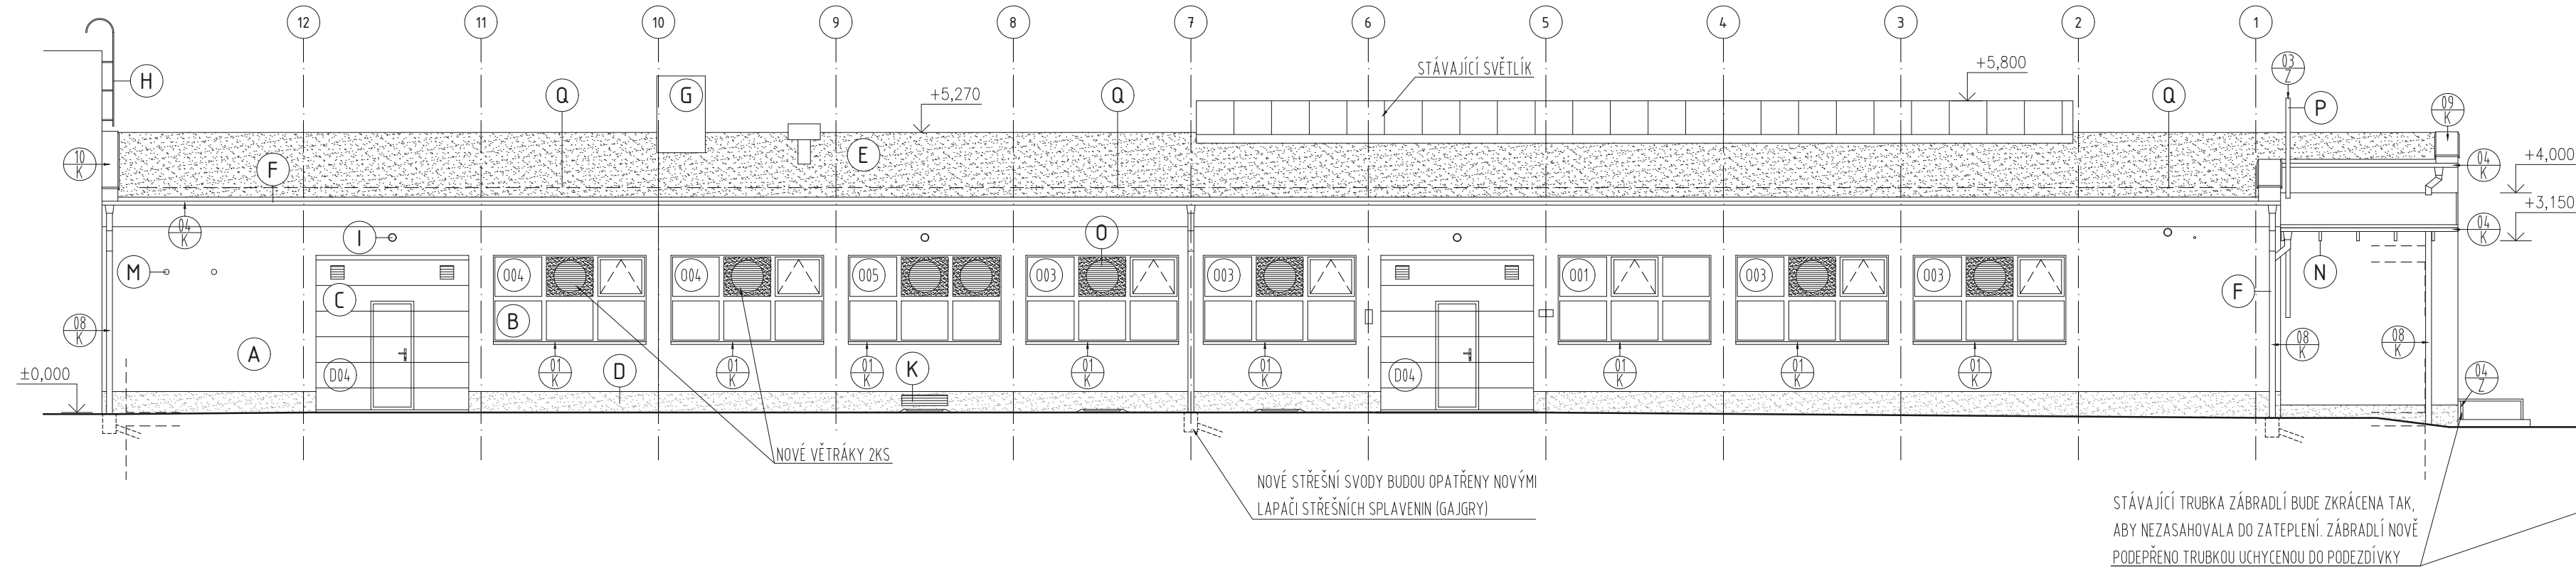 12 11 10 9 8 7 6 5 4 3 2 1
STÁVAJÍCÍ SVĚTLÍK
+5,800
03
Z
H
Q
G
+5,270
Q
Q
P
09
K
10
K
F
E
04
K
+4,000
+3,150
04
K
04
K
I
O
M
N
C
004
004
005
003
003
001
003
003
B
F
08
K
A
D
K
08
K
08
K
±0,000
D04
01
K
01
K
01
K
01
K
01
K
D04
01
K
01
K
01
K
04
Z
NOVÉ VĚTRÁKY 2KS
NOVÉ STŘEŠNÍ SVODY BUDOU OPATŘENY NOVÝMI
LAPAČI STŘEŠNÍCH SPLAVENIN (GAJGRY)
STÁVAJÍCÍ TRUBKA ZÁBRADLÍ BUDE ZKRÁCENA TAK,
ABY NEZASAHOVALA DO ZATEPLENÍ. ZÁBRADLÍ NOVĚ
PODEPŘENO TRUBKOU UCHYCENOU DO PODEZDÍVKY